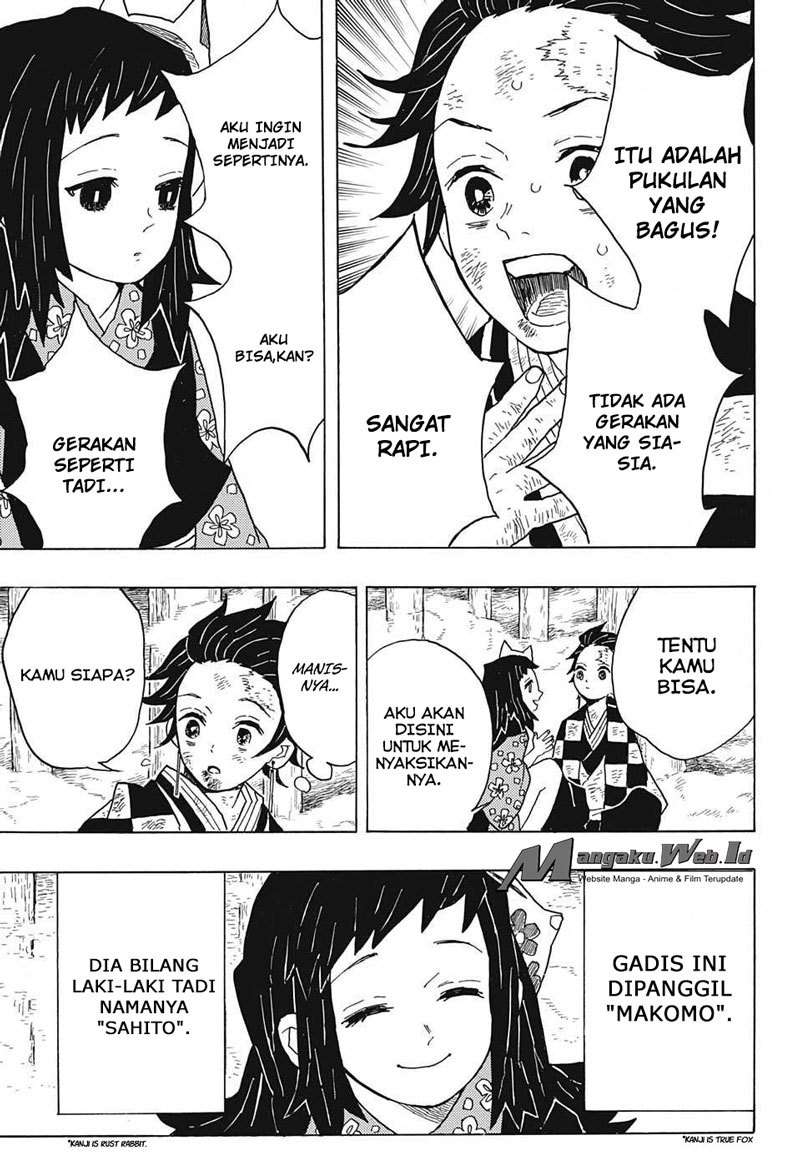 ITU ADALAH
PUKULAN
YANG
BAGUS!
TIDAK ADA
GERAKAN
YANG SIA-
SIA.
SANGAT
RAPI.
AKU INGIN
MENJADI
SEPERTINYA.
AKU
BISA,KAN?
GERAKAN
SEPERTI
TADI...
TENTU
KAMU
BISA.
AKU AKAN
DISINI
UNTUK ME-
NYAKSIKAN-
NYA.
MANIS-
NYA...
KAMU SIAPA?
Mangaku.Web.Id
Website Manga - Anime & Film Terupdate
GADIS INI
DIPANGGIL
"MAKOMO".
DIA BILANG
LAKI-LAKI TADI
NAMANYA
"SAHITO".
*KANJI IS TRUE FOX
*KANJI IS RUST RABBIT.